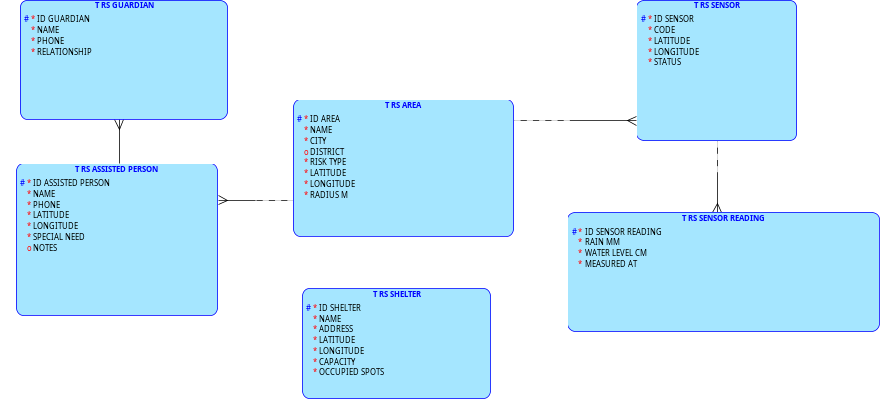 T RS GUARDIAN
# * ID GUARDIAN
* NAME
* PHONE
* RELATIONSHIP
T RS SENSOR
# * ID SENSOR
* CODE
* LATITUDE
* LONGITUDE
* STATUS
T RS AREA
# * ID AREA
* NAME
* CITY
o DISTRICT
* RISK TYPE
* LATITUDE
* LONGITUDE
* RADIUS M
T RS ASSISTED PERSON
# * ID ASSISTED PERSON
* NAME
* PHONE
* LATITUDE
* LONGITUDE
* SPECIAL NEED
o NOTES
T RS SENSOR READING
# * ID SENSOR READING
* RAIN MM
* WATER LEVEL CM
* MEASURED AT
T RS SHELTER
# * ID SHELTER
* NAME
* ADDRESS
* LATITUDE
* LONGITUDE
* CAPACITY
* OCCUPIED SPOTS